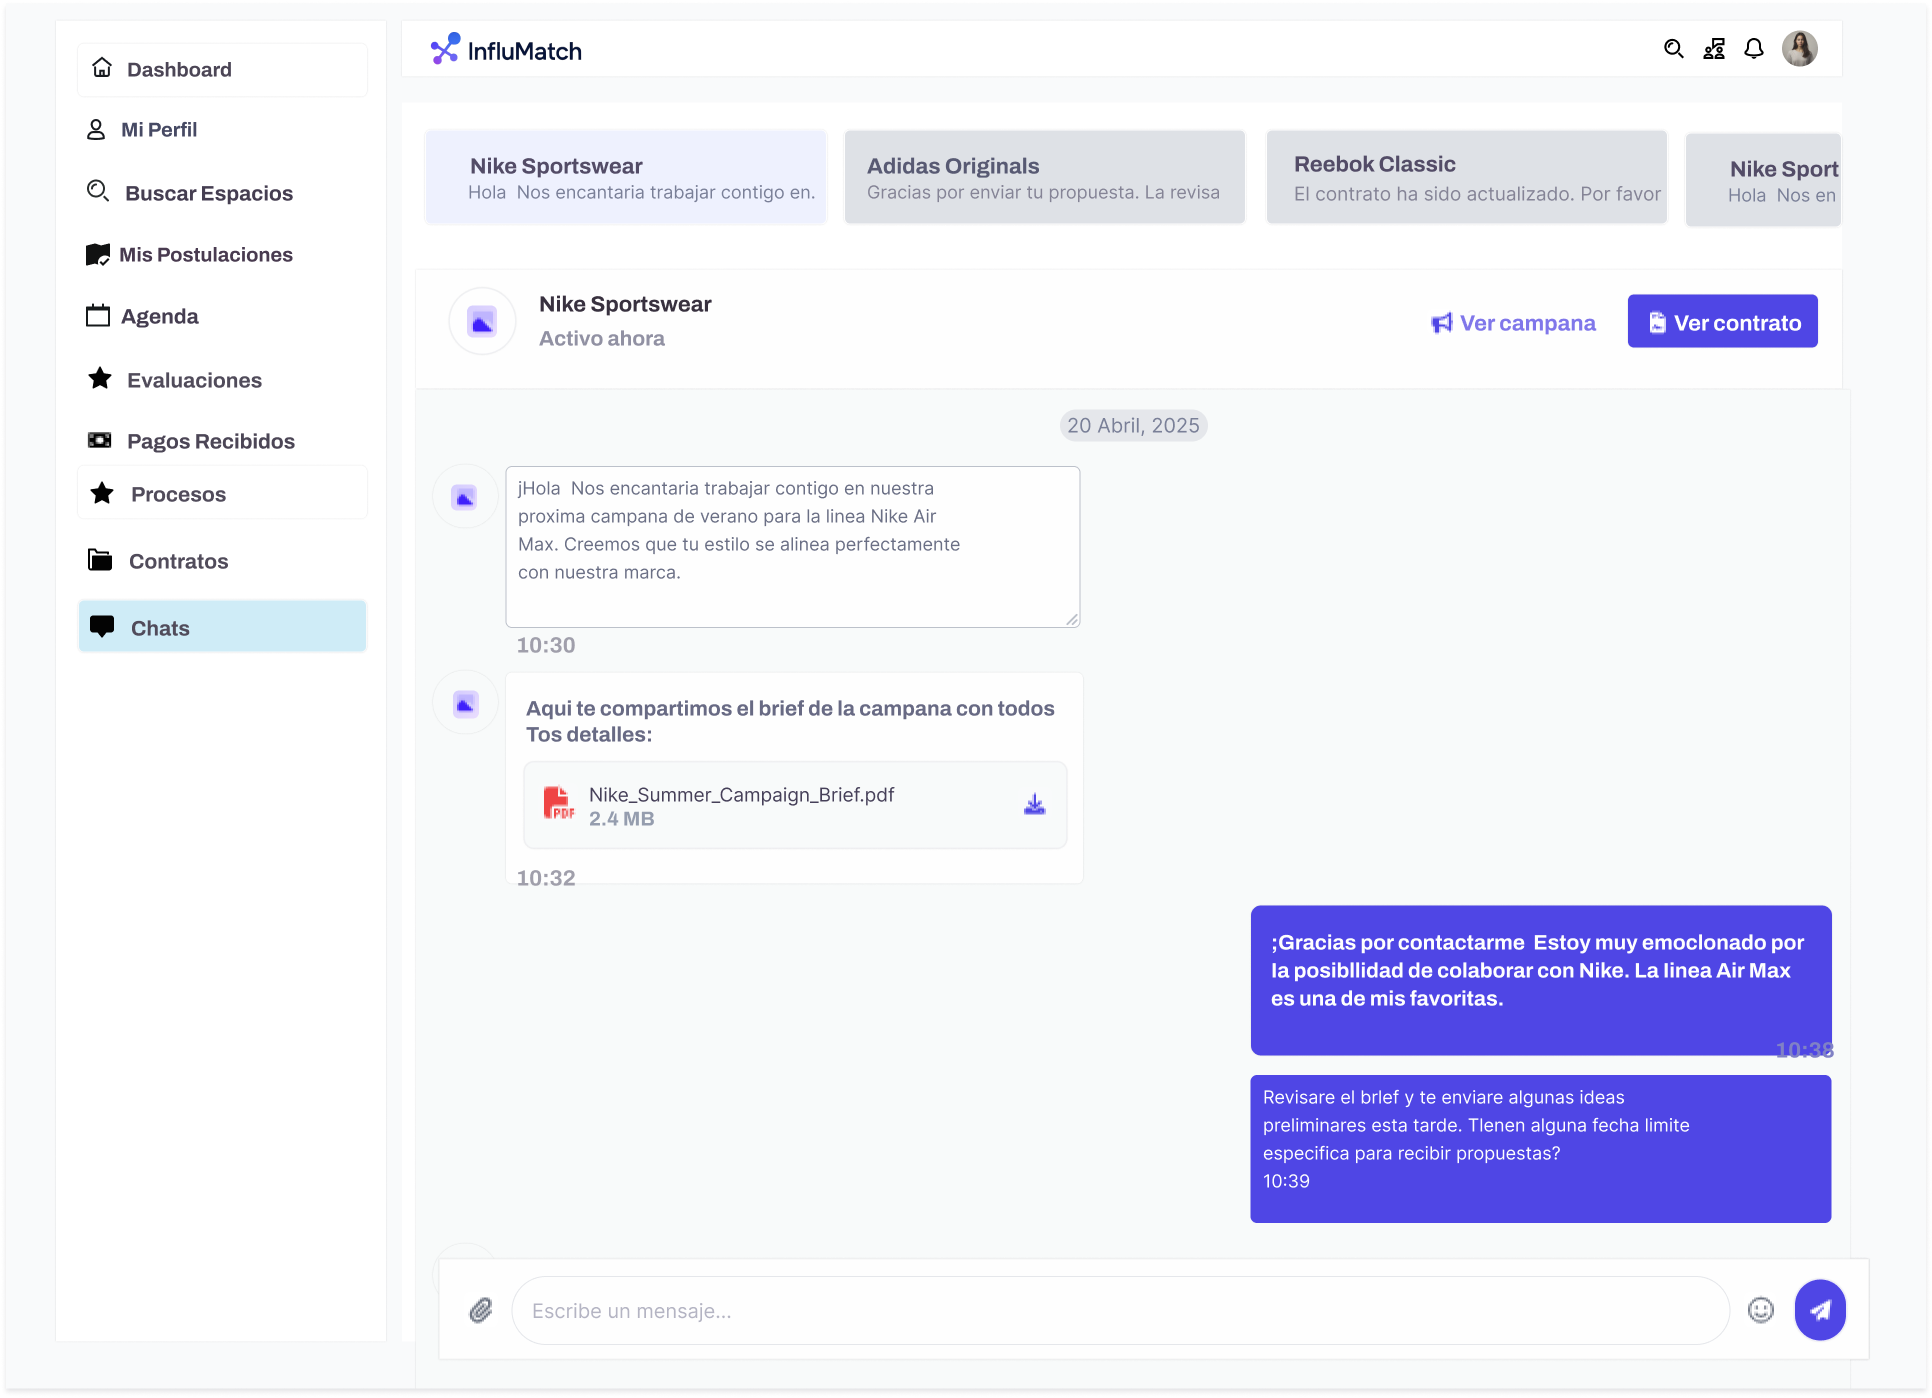 Dashboard
Mi Perfil
Buscar Espacios
Mis Postulaciones
Agenda
Evaluaciones
Pagos Recibidos
Procesos
Contratos
Chats
InfluMatch
Nike Sportswear
Hola  Nos encantaria trabajar contigo en.
Adidas Originals
Gracias por enviar tu propuesta. La revisa
Reebok Classic
El contrato ha sido actualizado. Por favor
Nike Sport
Hola  Nos en
Nike Sportswear
Activo ahora
Ver campana
Ver contrato
20 Abril, 2025
jHola  Nos encantaria trabajar contigo en nuestra
proxima campana de verano para la linea Nike Air
Max. Creemos que tu estilo se alinea perfectamente
con nuestra marca.
10:30
Aqui te compartimos el brief de la campana con todos
Tos detalles:
PDF
Nike_Summer_Campaign_Brief.pdf
2.4 MB
10:32
;Gracias por contactarme  Estoy muy emoclonado por
la posibllidad de colaborar con Nike. La linea Air Max
es una de mis favoritas.
10:38
Revisare el brlef y te enviare algunas ideas
preliminares esta tarde. Tlenen alguna fecha limite
especifica para recibir propuestas?
10:39
Escribe un mensaje...